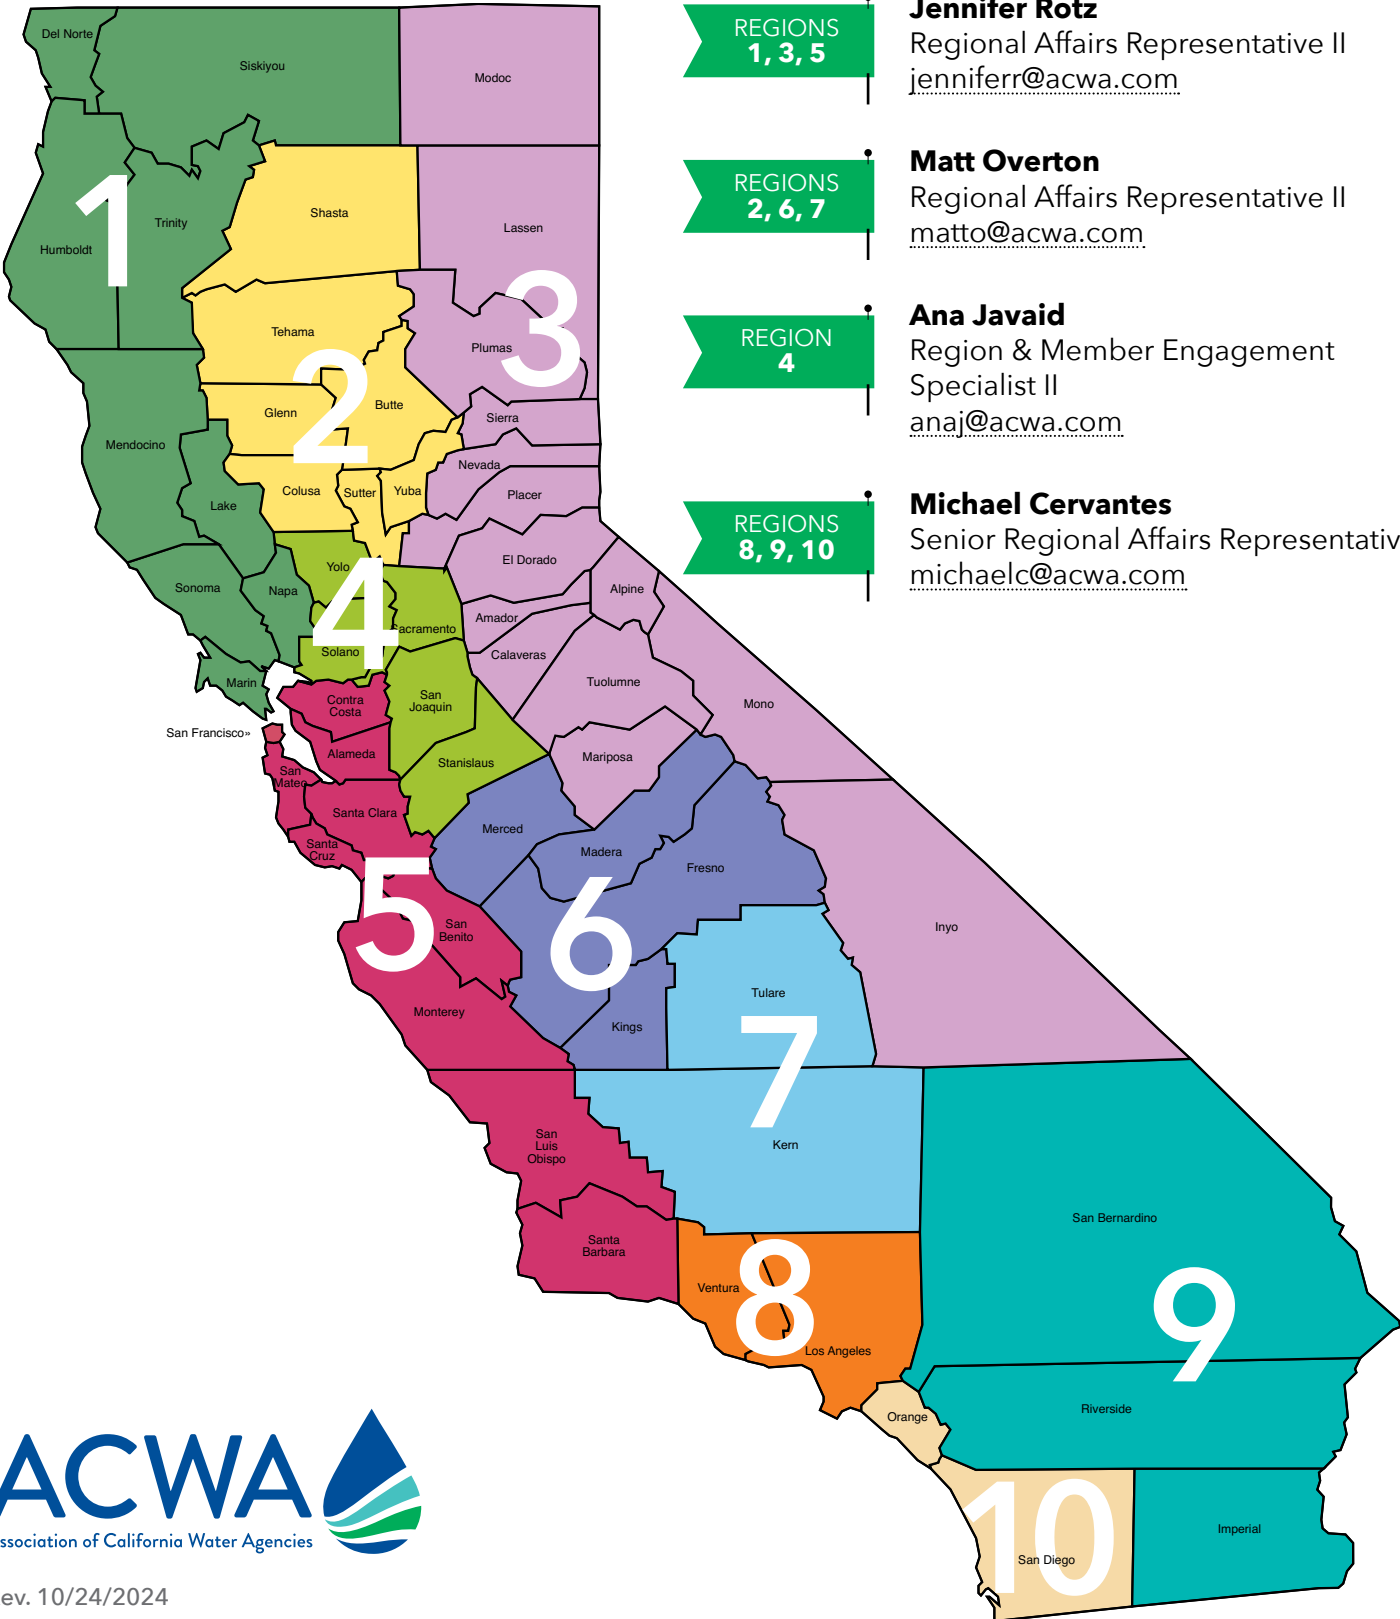 Jennifer Rotz
REGIONS
1, 3, 5
Regional Affairs Representative II
jenniferr@acwa.com
REGIONS
2, 6, 7
Matt Overton
Regional Affairs Representative II
matto@acwa.com
REGION
4
Ana Javaid
Region & Member Engagement
Specialist II
anaj@acwa.com
REGIONS
8, 9, 10
Michael Cervantes
Senior Regional Affairs Representativ
michaelc@acwa.com
Del Norte
Siskiyou
Modoc
1
Humboldt
Trinity
Shasta
Lassen
3
Tehama
Plumas
2
Glenn
Butte
Sierra
Mendocino
Nevada
Colusa
Sutter
Yuba
Placer
Lake
El Dorado
Yolo
4
Sonoma
Napa
Alpine
Amador
Sacramento
Solano
Calaveras
Marin
Tuolumne
San
Joaquin
Contra
Costa
Mono
San Francisco»
Alameda
Mariposa
Stanislaus
San
Mateo
Santa Clara
Merced
Santa
Cruz
Madera
Fresno
5
6
San
Benito
Inyo
Tulare
Monterey
Kings
7
San
Luis
Obispo
Kern
Santa
Barbara
San Bernardino
8
Ventura
Los Angeles
9
Orange
Riverside
10
San Diego
Imperial
ACWA
ssociation of California Water Agencies
ev. 10/24/2024